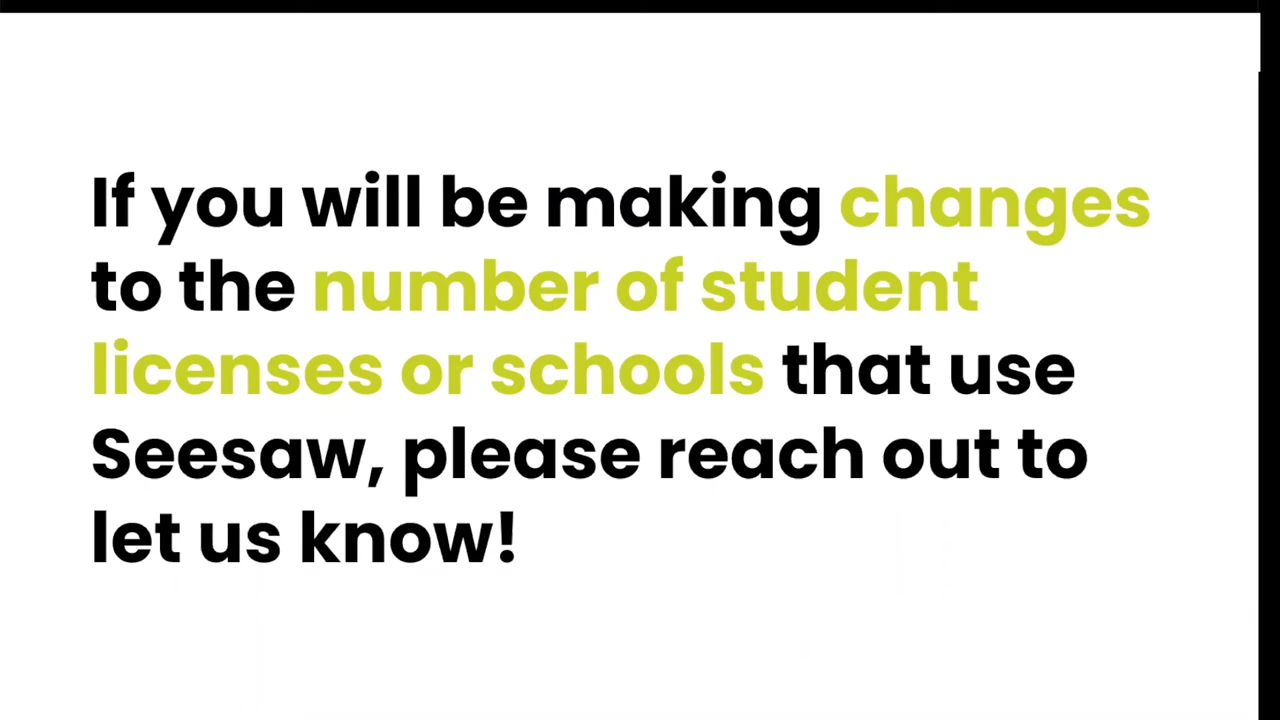 If you will be making changes
to the number of student
licenses or schools that use
Seesaw, please reach out to
let us know!